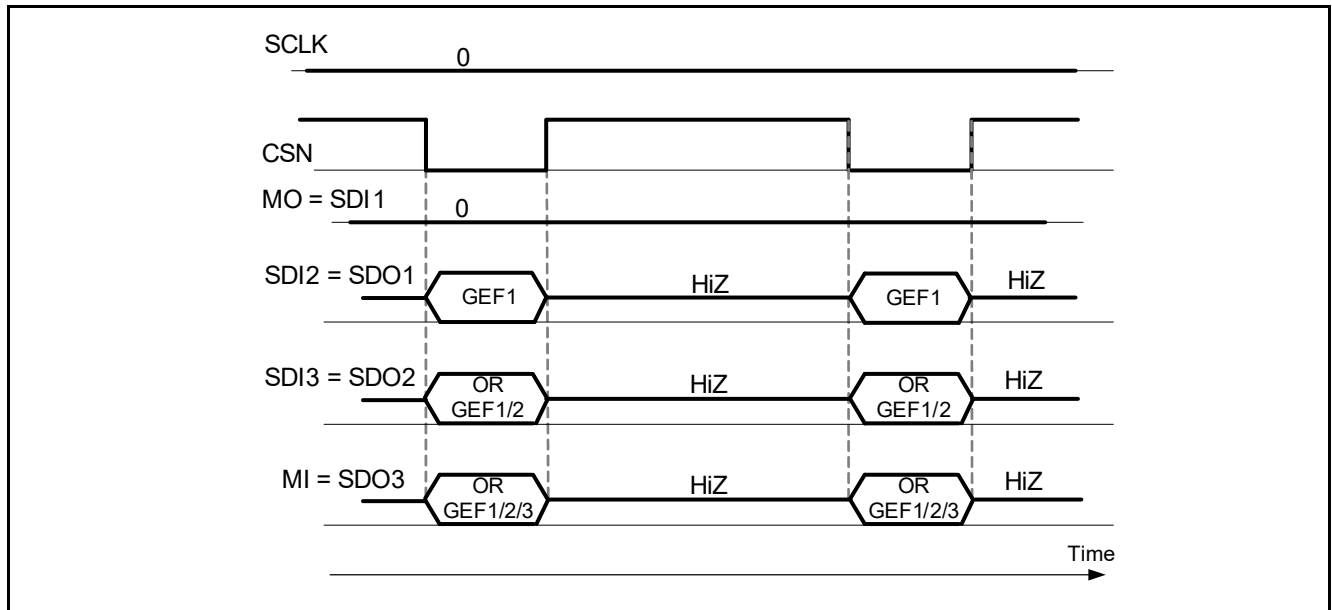 SCLK
0
CSN
MO = SDI1
0
SDI2 = SDO1
GEF1
HiZ
GEF1
HiZ
SDI3 = SDO2
OR
GEF1/2
HiZ
OR
GEF1/2
HiZ
MI = SDO3
OR
GEF1/2/3
HiZ
OR
GEF1/2/3
HiZ
Time